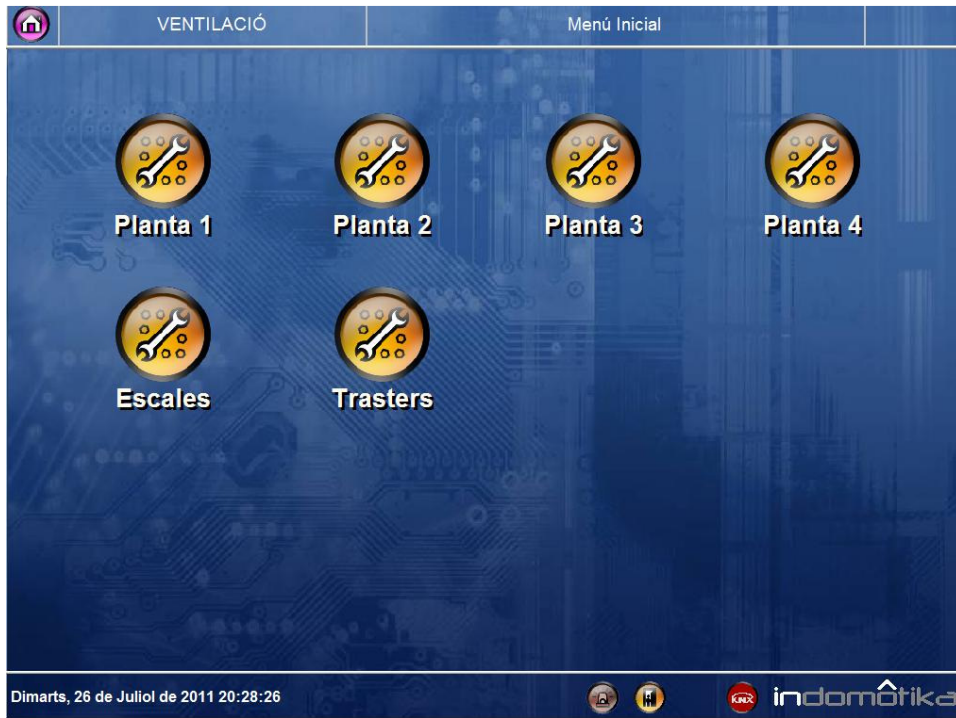 VENTILACIÓ Menú Inicial
Planta 1 Planta 2 Planta 3 Planta 4
Escales Trasters
Dimarts, 26 de Juliol de 2011 20:28:26 KNX indomôtika